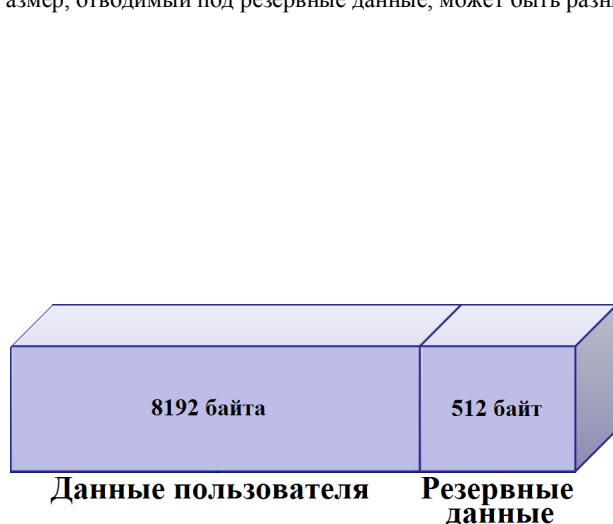 азмер, отводимый под резервные данные, может быть
8192 байта
512 байт
Данные пользователя
Резервные
данные